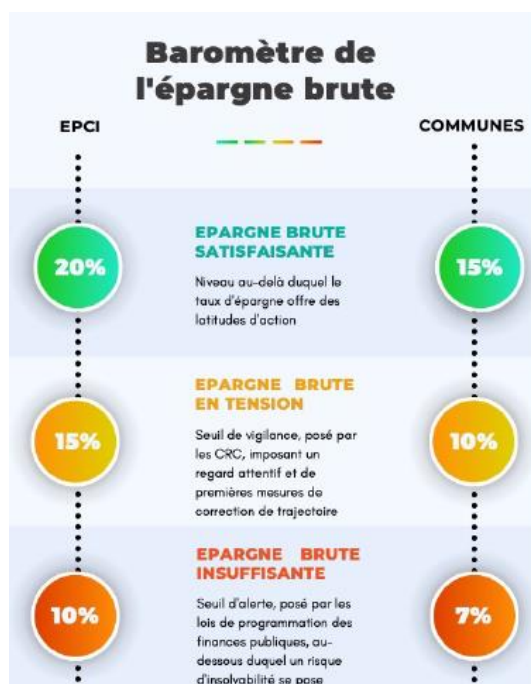 Baromètre de
l'épargne brute
EPCI
COMMUNES
EPARGNE BRUTE
SATISFAISANTE
20%
15%
Niveau au-delà duquel le
taux d'épargne offre des
latitudes d'action
EPARGNE BRUTE
EN TENSION
15%
10%
Seuil de vigilance, posé par
les CRC, imposant un
regard attentif et de
premières mesures de
correction de trajectoire
EPARGNE BRUTE
INSUFFISANTE
10%
7%
Seuil d'alerte, posé par les
lois de programmation des
finances publiques, au-
dessous duquel un risque
d'insolvabilité se pose